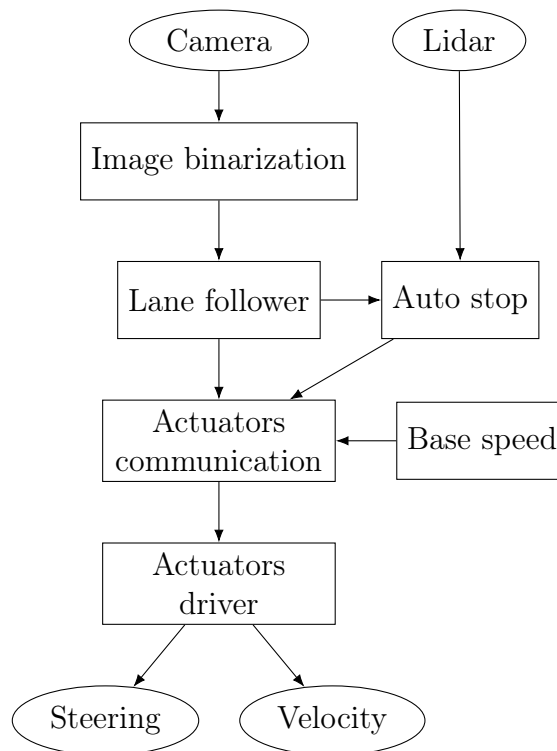 Camera
Lidar
Image binarization
Lane follower
Auto stop
Actuators
communication
Base speed
Actuators
driver
Steering
Velocity